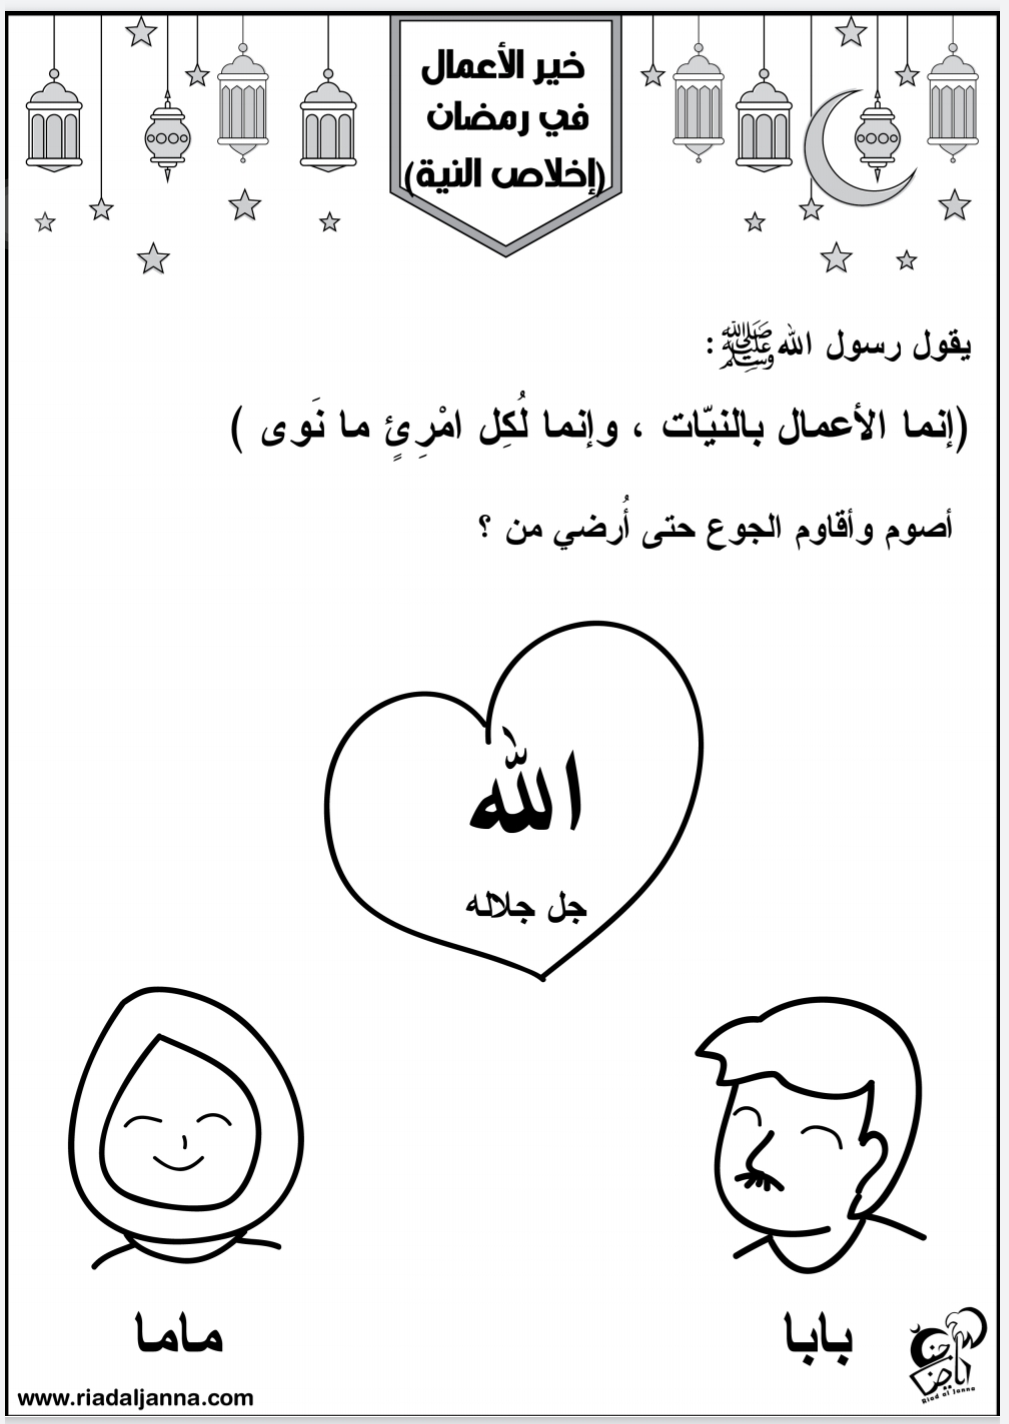 خير الأعمال
في رمضان
(إخلاص النية)
يقول رسول الله ﷺ :
(إنما الأعمال بالنيّات ، وإنما لُكِل امْرِئٍ ما نَوى )
أصوم وأقاوم الجوع حتى أُرضي من ؟
الله
جل جلاله
ماما
بابا
رياض جنا
Riad al Janna
www.riadaljanna.com